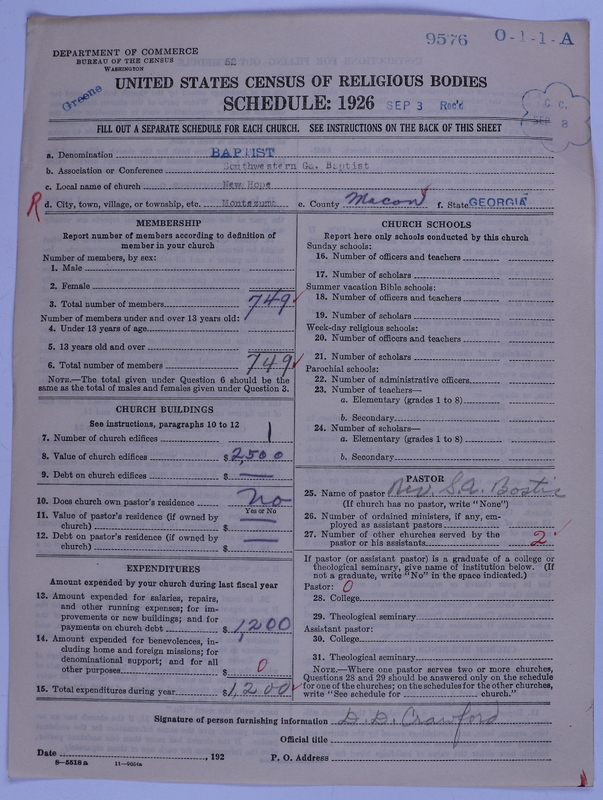 9576 O-1-1-A
DEPARTMENT OF COMMERCE
BUREAU OF THE CENSUS
WASHINGTON
52
Greene
UNITED STATES CENSUS OF RELIGIOUS BODIES
SCHEDULE: 1926 SEP 3 Rec'd
G. C.
8
FILL OUT A SEPARATE SCHEDULE FOR EACH CHURCH. SEE INSTRUCTIONS ON THE BACK OF THIS SHEET
a. Denomination BAPTIST
b. Association or Conference Southwestern Ga. Baptist
c. Local name of church New Hope
R d. City, town, village, or township, etc. Montezuma e. County Macon f. State GEORGIA
MEMBERSHIP
Report number of members according to definition of
member in your church
Number of members, by sex:
1. Male
2. Female
3. Total number of members 749
Number of members under and over 13 years old:
4. Under 13 years of age
5. 13 years old and over
6. Total number of members 749
NOTE.—The total given under Question 6 should be the
same as the total of males and females given under Question 3.
CHURCH BUILDINGS
See instructions, paragraphs 10 to 12
7. Number of church edifices 1
8. Value of church edifices $2,500
9. Debt on church edifices $ —
10. Does church own pastor's residence No
Yes or No
11. Value of pastor's residence (if owned by
church) $ —
12. Debt on pastor's residence (if owned by
church) $ —
EXPENDITURES
Amount expended by your church during last fiscal year
13. Amount expended for salaries, repairs,
and other running expenses; for im-
provements or new buildings; and for
payments on church debt $1,200
14. Amount expended for benevolences, in-
cluding home and foreign missions; for
denominational support; and for all
other purposes $ 0
15. Total expenditures during year $1,200
CHURCH SCHOOLS
Report here only schools conducted by this church
Sunday schools:
16. Number of officers and teachers
17. Number of scholars
Summer vacation Bible schools:
18. Number of officers and teachers
19. Number of scholars
Week-day religious schools:
20. Number of officers and teachers
21. Number of scholars
Parochial schools:
22. Number of administrative officers
23. Number of teachers—
a. Elementary (grades 1 to 8)
b. Secondary
24. Number of scholars—
a. Elementary (grades 1 to 8)
b. Secondary
PASTOR
25. Name of pastor Rev. S.A. Bostic
(If church has no pastor, write "None")
26. Number of ordained ministers, if any, em-
ployed as assistant pastors
27. Number of other churches served by the
pastor or his assistants 2
If pastor (or assistant pastor) is a graduate of a college or
theological seminary, give name of institution below. (If
not a graduate, write "No" in the space indicated.)
Pastor: 0
28. College
29. Theological seminary
Assistant pastor:
30. College
31. Theological seminary
NOTE.—Where one pastor serves two or more churches,
Questions 28 and 29 should be answered only on the schedule
for one of the churches; on the schedules for the other churches,
write "See schedule for church."
Signature of person furnishing information D. D. Crawford
Official title
Date , 192 P. O. Address
8—5518 a 11—9554a